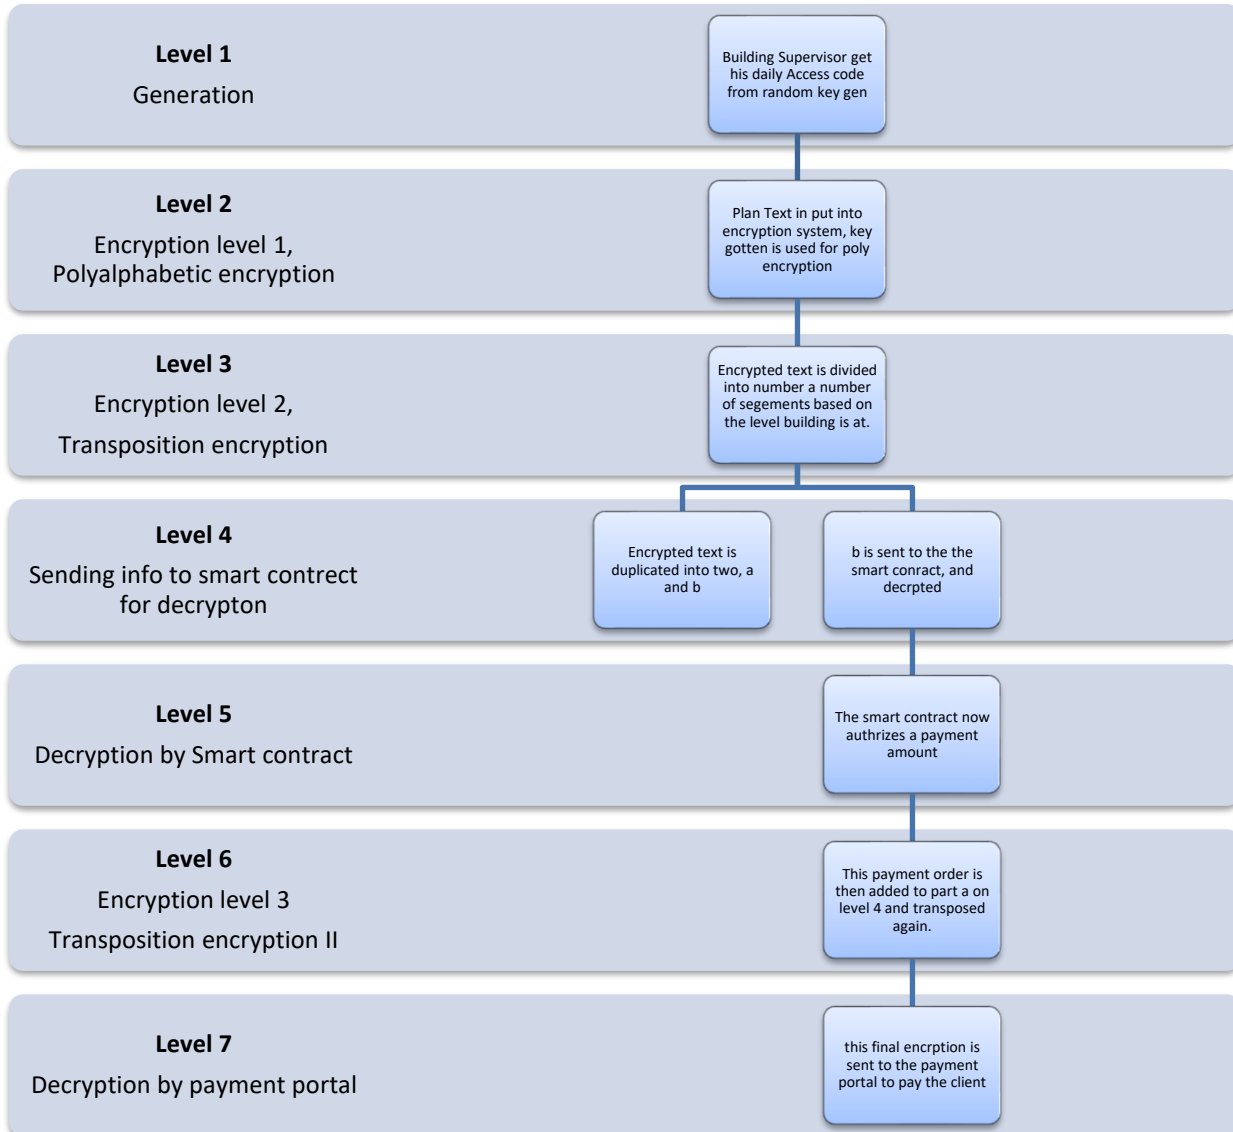 Level 1
Generation
Building Supervisor get
his daily Access code
from random key gen
Level 2
Encryption level 1,
Polyalphabetic encryption
Plan Text in put into
encryption system, key
gotten is used for poly
encryption
Level 3
Encryption level 2,
Transposition encryption
Encrypted text is divided
into number a number
of segements based on
the level building is at.
Level 4
Sending info to smart contrect
for decrypton
Encrypted text is
duplicated into two, a
and b
b is sent to the the
smart conract, and
decrpted
Level 5
Decryption by Smart contract
The smart contract now
authrizes a payment
amount
Level 6
Encryption level 3
Transposition encryption II
This payment order is
then added to part a on
level 4 and transposed
again.
Level 7
Decryption by payment portal
this final encrption is
sent to the payment
portal to pay the client